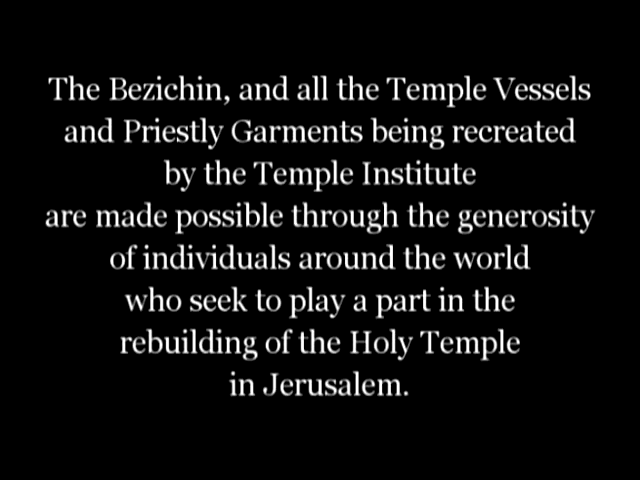 The Bezichin, and all the Temple Vessels
and Priestly Garments being recreated
by the Temple Institute
are made possible through the generosity
of individuals around the world
who seek to play a part in the
rebuilding of the Holy Temple
in Jerusalem.